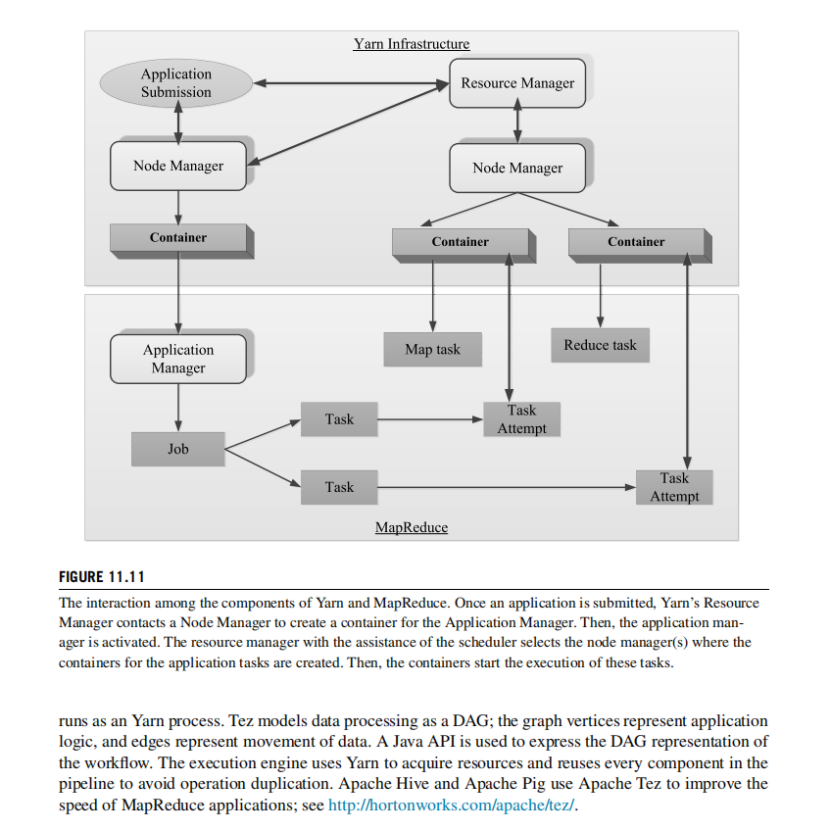 Yarn Infrastructure
Application
Submission
Resource Manager
Node Manager
Node Manager
Container
Container
Container
Application
Manager
Map task
Reduce task
Task
Task
Attempt
Job
Task
Task
Attempt
MapReduce
FIGURE 11.11
The interaction among the components of Yarn and MapReduce. Once an application is submitted, Yarn’s Resource
Manager contacts a Node Manager to create a container for the Application Manager. Then, the application man-
ager is activated. The resource manager with the assistance of the scheduler selects the node manager(s) where the
containers for the application tasks are created. Then, the containers start the execution of these tasks.
runs as an Yarn process. Tez models data processing as a DAG; the graph vertices represent application
logic, and edges represent movement of data. A Java API is used to express the DAG representation of
the workflow. The execution engine uses Yarn to acquire resources and reuses every component in the
pipeline to avoid operation duplication. Apache Hive and Apache Pig use Apache Tez to improve the
speed of MapReduce applications; see http://hortonworks.com/apache/tez/.